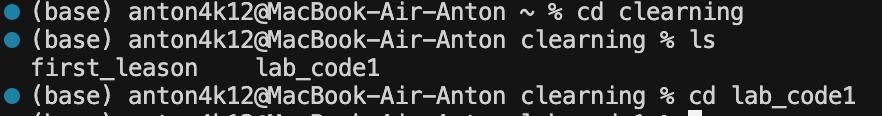 (base) anton4k12@MacBook-Air-Anton ~ % cd clearning
(base) anton4k12@MacBook-Air-Anton clearning % ls
first_leason    lab_code1
(base) anton4k12@MacBook-Air-Anton clearning % cd lab_code1